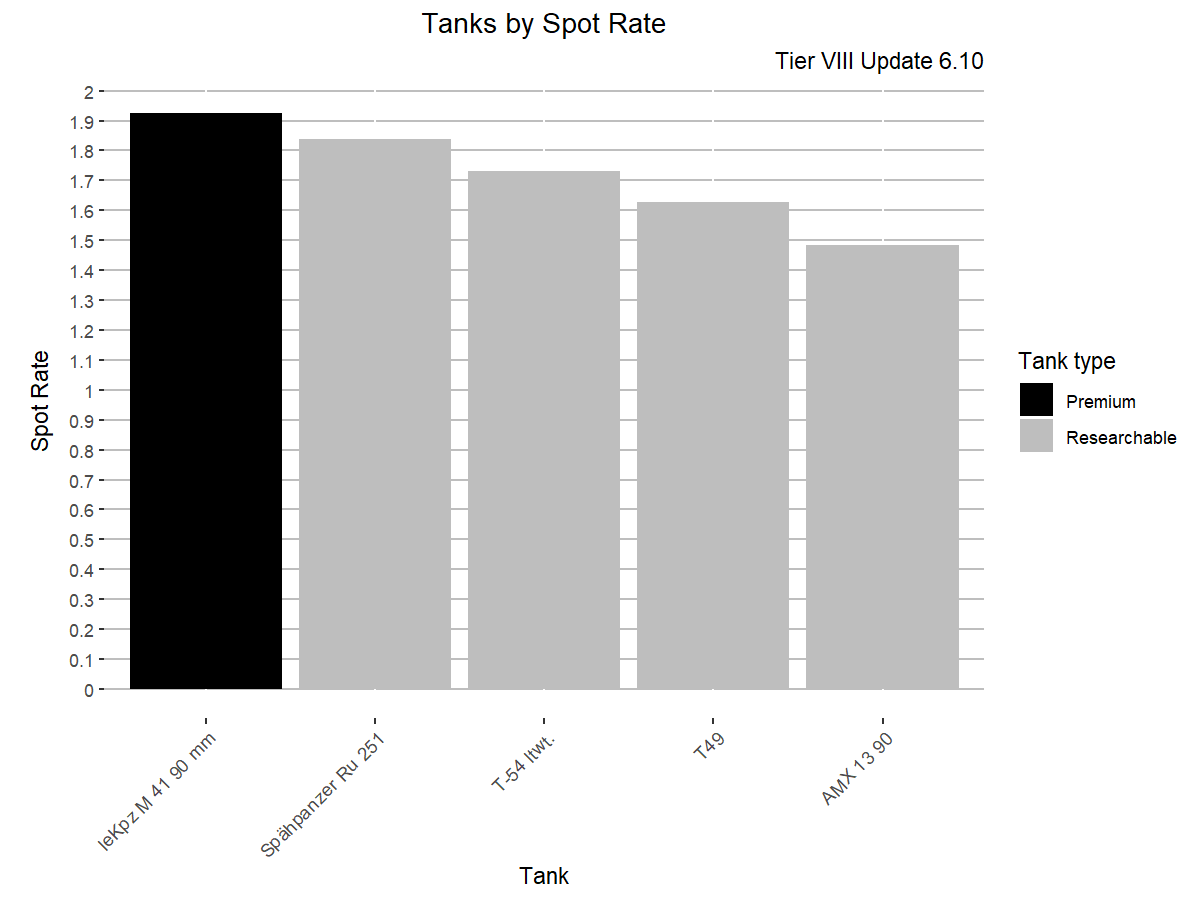 Tanks by Spot Rate
Tier VIII Update 6.10
2
1.9
1.8
1.7
1.6
1.5
1.4
1.3
1.2
1.1
1
0.9
0.8
0.7
0.6
0.5
0.4
0.3
0.2
0.1
0
Spot Rate
leKpz M 41 90 mm
Spähpanzer Ru 251
T-54 ltwt.
T49
AMX 13 90
Tank
Tank type
Premium
Researchable